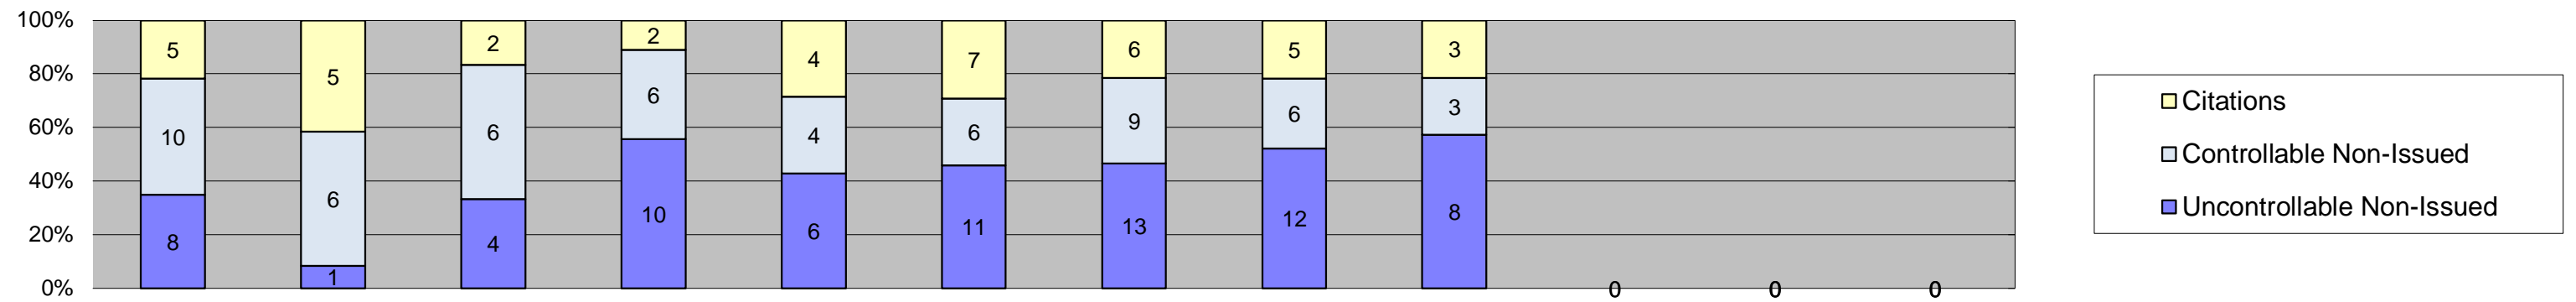 100%
80%
60%
40%
20%
0%
5 5 2 2 4 7 6 5 3
10 6 6 6 4 6 9 6 3
8 1 4 10 6 11 13 12 8
0 0 0
Citations
Controllable Non-Issued
Uncontrollable Non-Issued